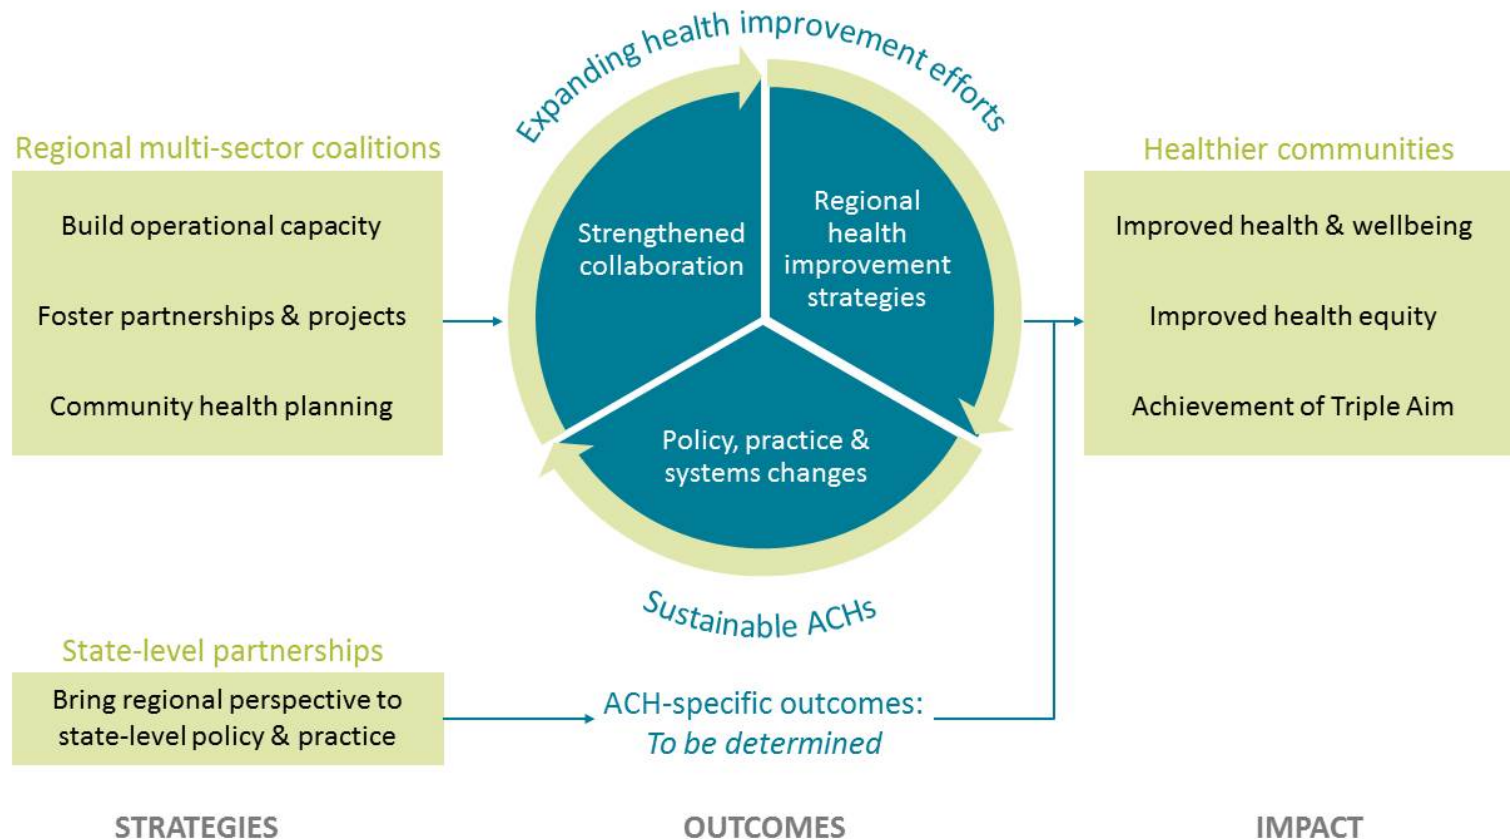 Expanding health improvement efforts
Regional multi-sector coalitions
Build operational capacity
Foster partnerships & projects
Community health planning
Strengthened
collaboration
Regional
health
improvement
strategies
Policy, practice &
systems changes
Sustainable ACHs
Healthier communities
Improved health & wellbeing
Improved health equity
Achievement of Triple Aim
State-level partnerships
Bring regional perspective to
state-level policy & practice
ACH-specific outcomes:
To be determined
STRATEGIES
OUTCOMES
IMPACT